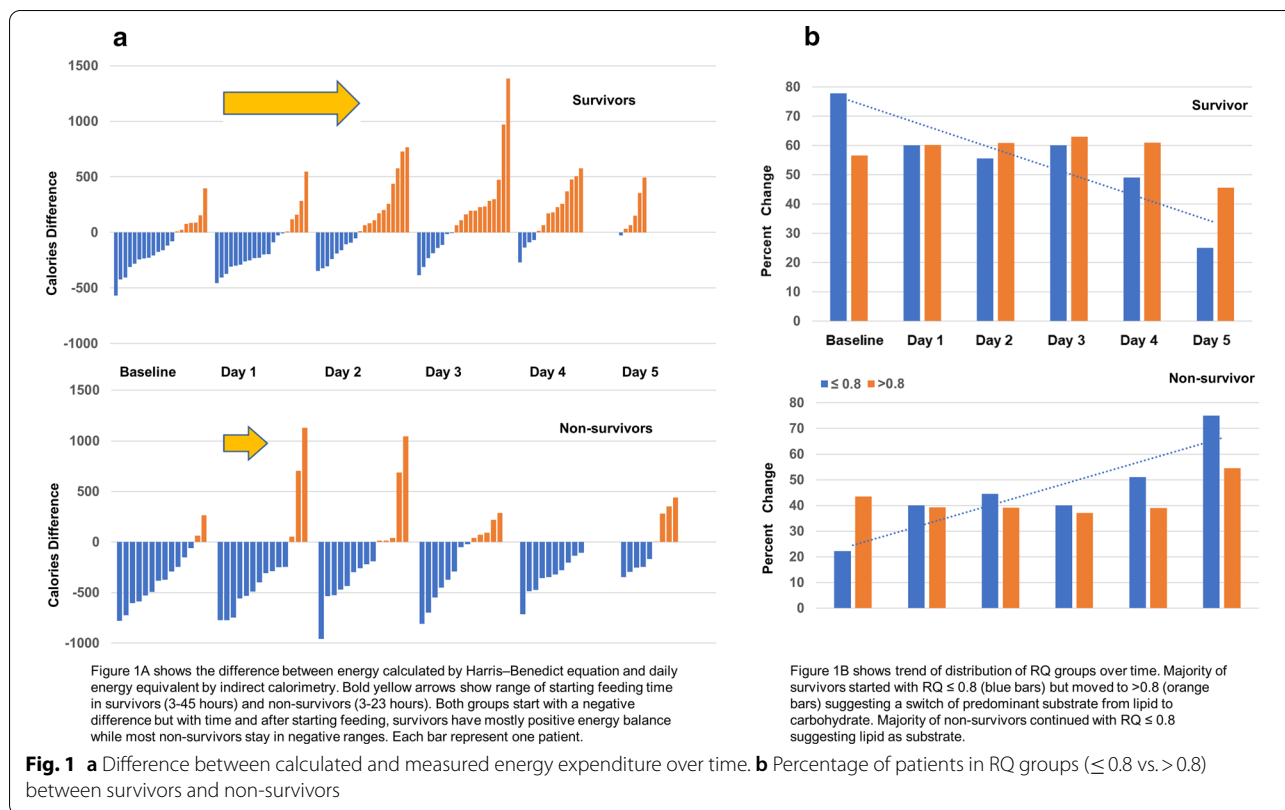 a
1500
1000
500
0
-500
-1000
Calories Difference
Survivors
Baseline
Day 1
Day 2
Day 3
Day 4
Day 5
1500
1000
500
0
-500
-1000
Calories Difference
Non-survivors
Figure 1A shows the difference between energy calculated by Harris–Benedict equation and daily
energy equivalent by indirect calorimetry. Bold yellow arrows show range of starting feeding time
in survivors (3-45 hours) and non-survivors (3-23 hours). Both groups start with a negative
difference but with time and after starting feeding, survivors have mostly positive energy balance
while most non-survivors stay in negative ranges. Each bar represent one patient.
b
80
70
60
50
40
30
20
10
0
Percent Change
Survivor
Baseline
Day 1
Day 2
Day 3
Day 4
Day 5
≤ 0.8
>0.8
Non-survivor
80
70
60
50
40
30
20
10
0
Percent Change
Figure 1B shows trend of distribution of RQ groups over time. Majority of
survivors started with RQ ≤ 0.8 (blue bars) but moved to >0.8 (orange
bars) suggesting a switch of predominant substrate from lipid to
carbohydrate. Majority of non-survivors continued with RQ ≤ 0.8
suggesting lipid as substrate.
Fig. 1 a Difference between calculated and measured energy expenditure over time. b Percentage of patients in RQ groups (≤ 0.8 vs. > 0.8)
between survivors and non-survivors